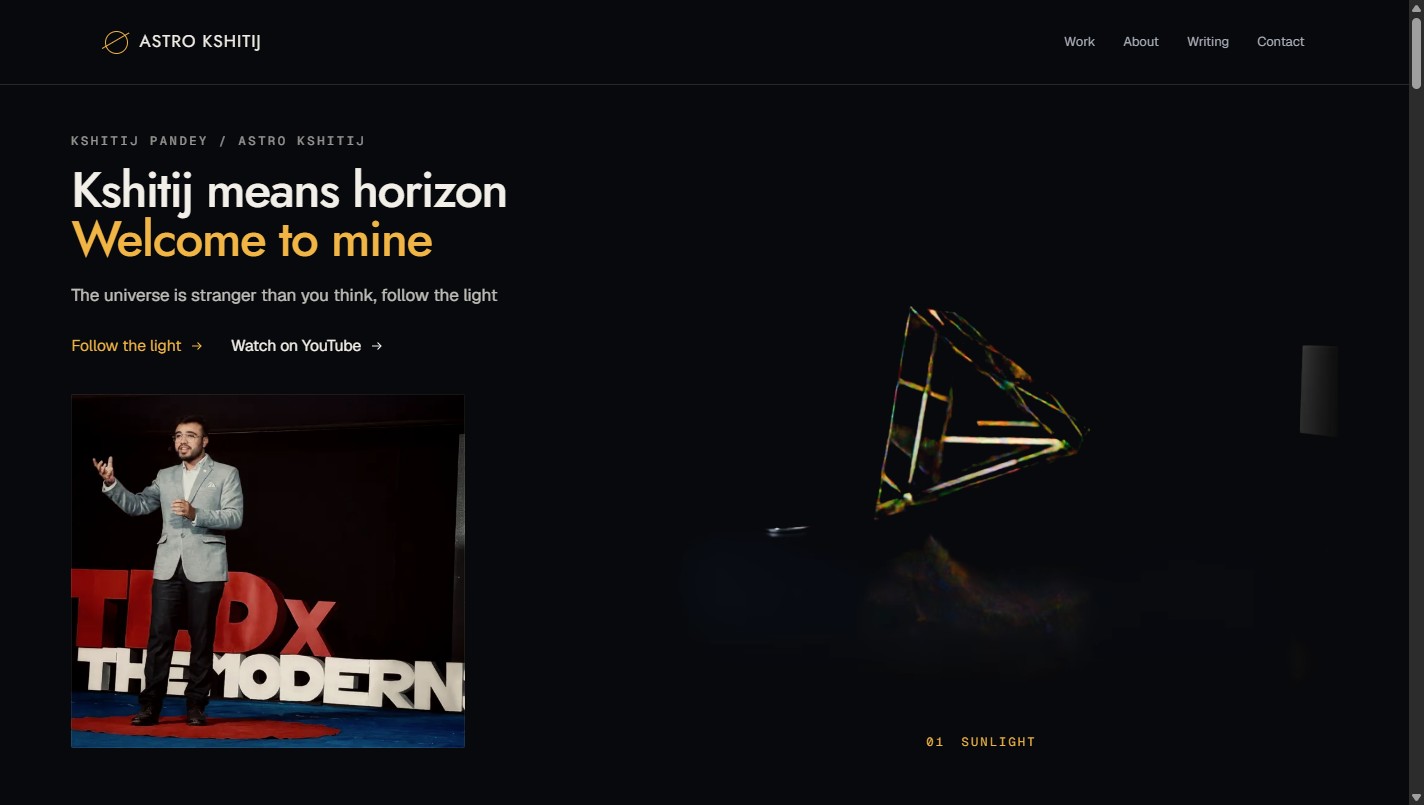 ASTRO KSHITIJ
Work About Writing Contact
KSHITIJ PANDEY / ASTRO KSHITIJ
Kshitij means horizon
Welcome to mine
The universe is stranger than you think, follow the light
Follow the light → Watch on YouTube →
TEDx
THE MODERN
01 SUNLIGHT